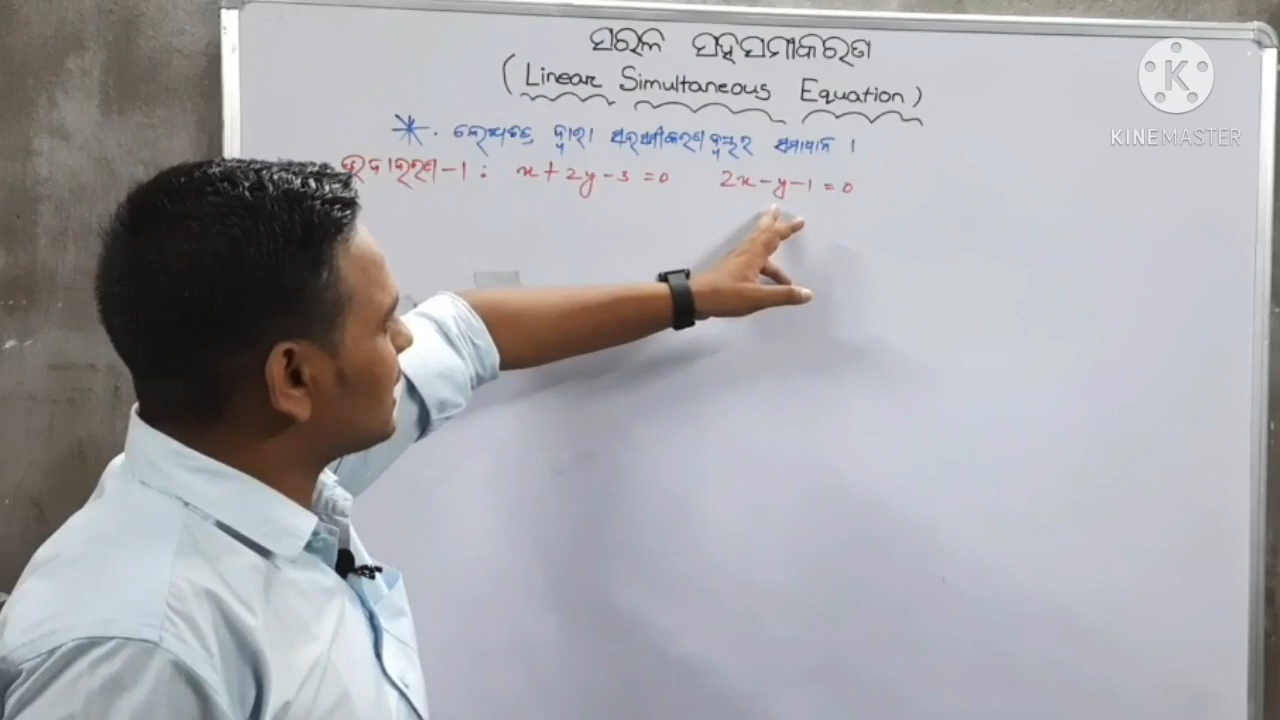 ସରଳ ସହସମୀକରଣ
(Linear Simultaneous Equation)
*. ଲେଖଚିତ୍ର ଦ୍ୱାରା ସହସମୀକରଣ ଦ୍ୱୟର ସମାଧାନ ।
ଉଦାହରଣ-1: x+2y-3=0 2x-y-1=0
K
KINEMASTER